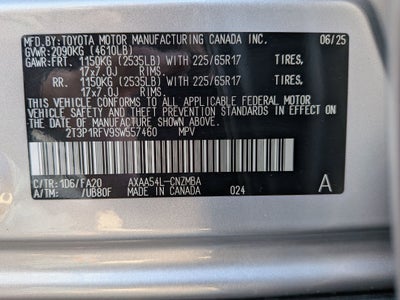 MFD. BY: TOYOTA MOTOR MANUFACTURING CANADA INC. 06/25
GVWR: 2090KG (4610LB)
GAWR: FRT. 1150KG (2535LB) WITH 225/65R17 TIRES,
17x7.0J RIMS.
RR. 1150KG (2535LB) WITH 225/65R17 TIRES,
17x7.0J RIMS.
THIS VEHICLE CONFORMS TO ALL APPLICABLE FEDERAL MOTOR
VEHICLE SAFETY AND THEFT PREVENTION STANDARDS IN EFFECT
ON THE DATE OF MANUFACTURE SHOWN ABOVE.
2T3P1RFV9SW557460 MPV
C/TR: 1D6/FA20 AXAA54L-CNZMBA
A/TM: /UB80F MADE IN CANADA 024 A